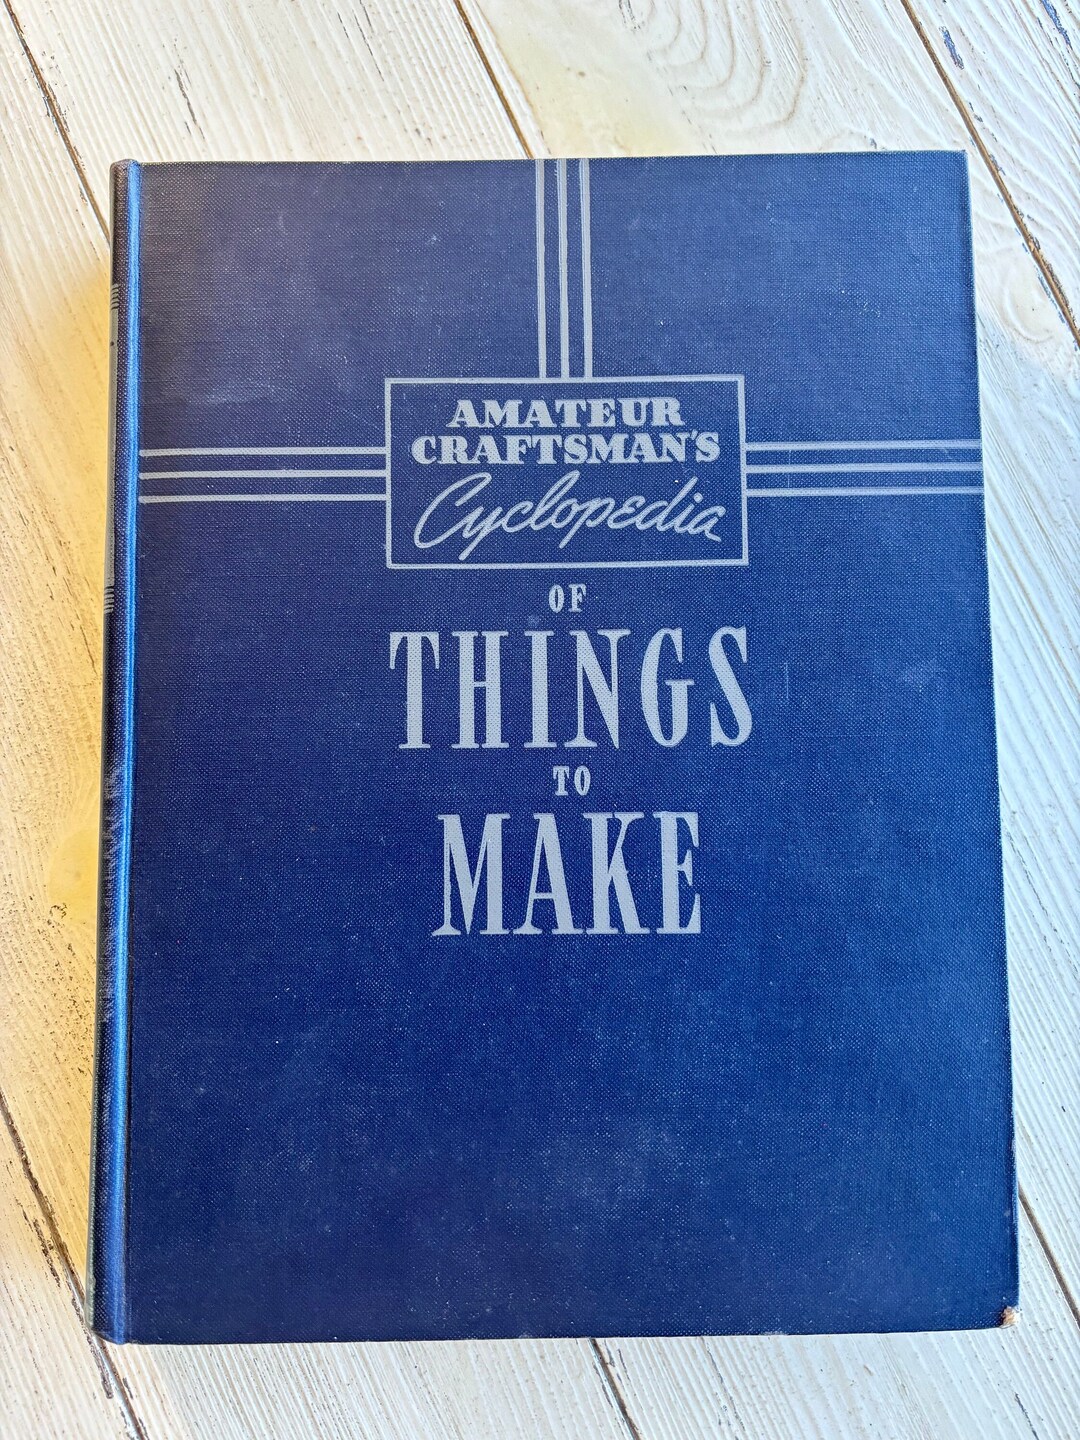 AMATEUR
CRAFTSMAN'S
Cyclopedia
OF
THINGS
TO
MAKE